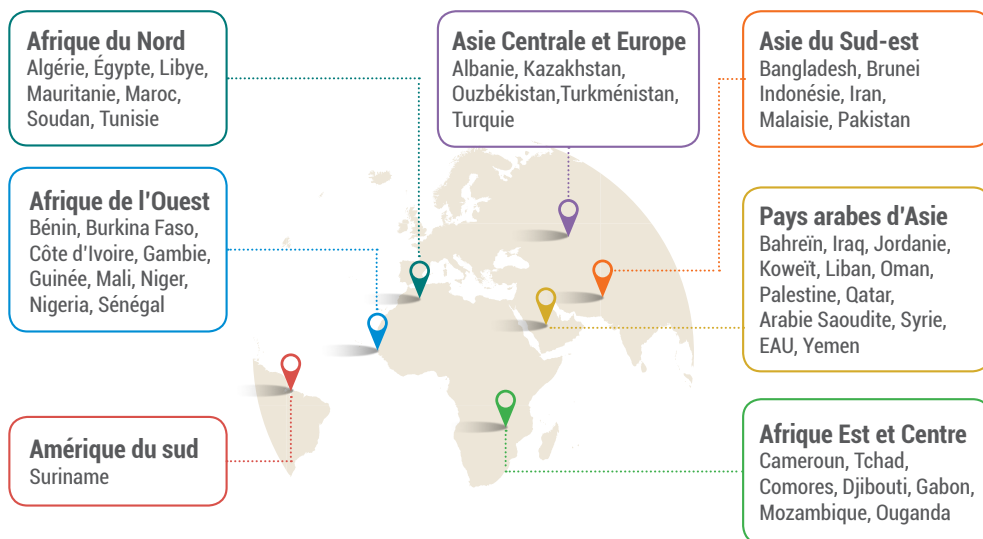 Afrique du Nord
Algérie, Égypte, Libye,
Mauritanie, Maroc,
Soudan, Tunisie
Asie Centrale et Europe
Albanie, Kazakhstan,
Ouzbékistan,Turkménistan,
Turquie
Asie du Sud-est
Bangladesh, Brunei
Indonésie, Iran,
Malaisie, Pakistan
Afrique de l'Ouest
Bénin, Burkina Faso,
Côte d'Ivoire, Gambie,
Guinée, Mali, Niger,
Nigeria, Sénégal
Pays arabes d'Asie
Bahreïn, Iraq, Jordanie,
Koweït, Liban, Oman,
Palestine, Qatar,
Arabie Saoudite, Syrie,
EAU, Yemen
Amérique du sud
Suriname
Afrique Est et Centre
Cameroun, Tchad,
Comores, Djibouti, Gabon,
Mozambique, Ouganda